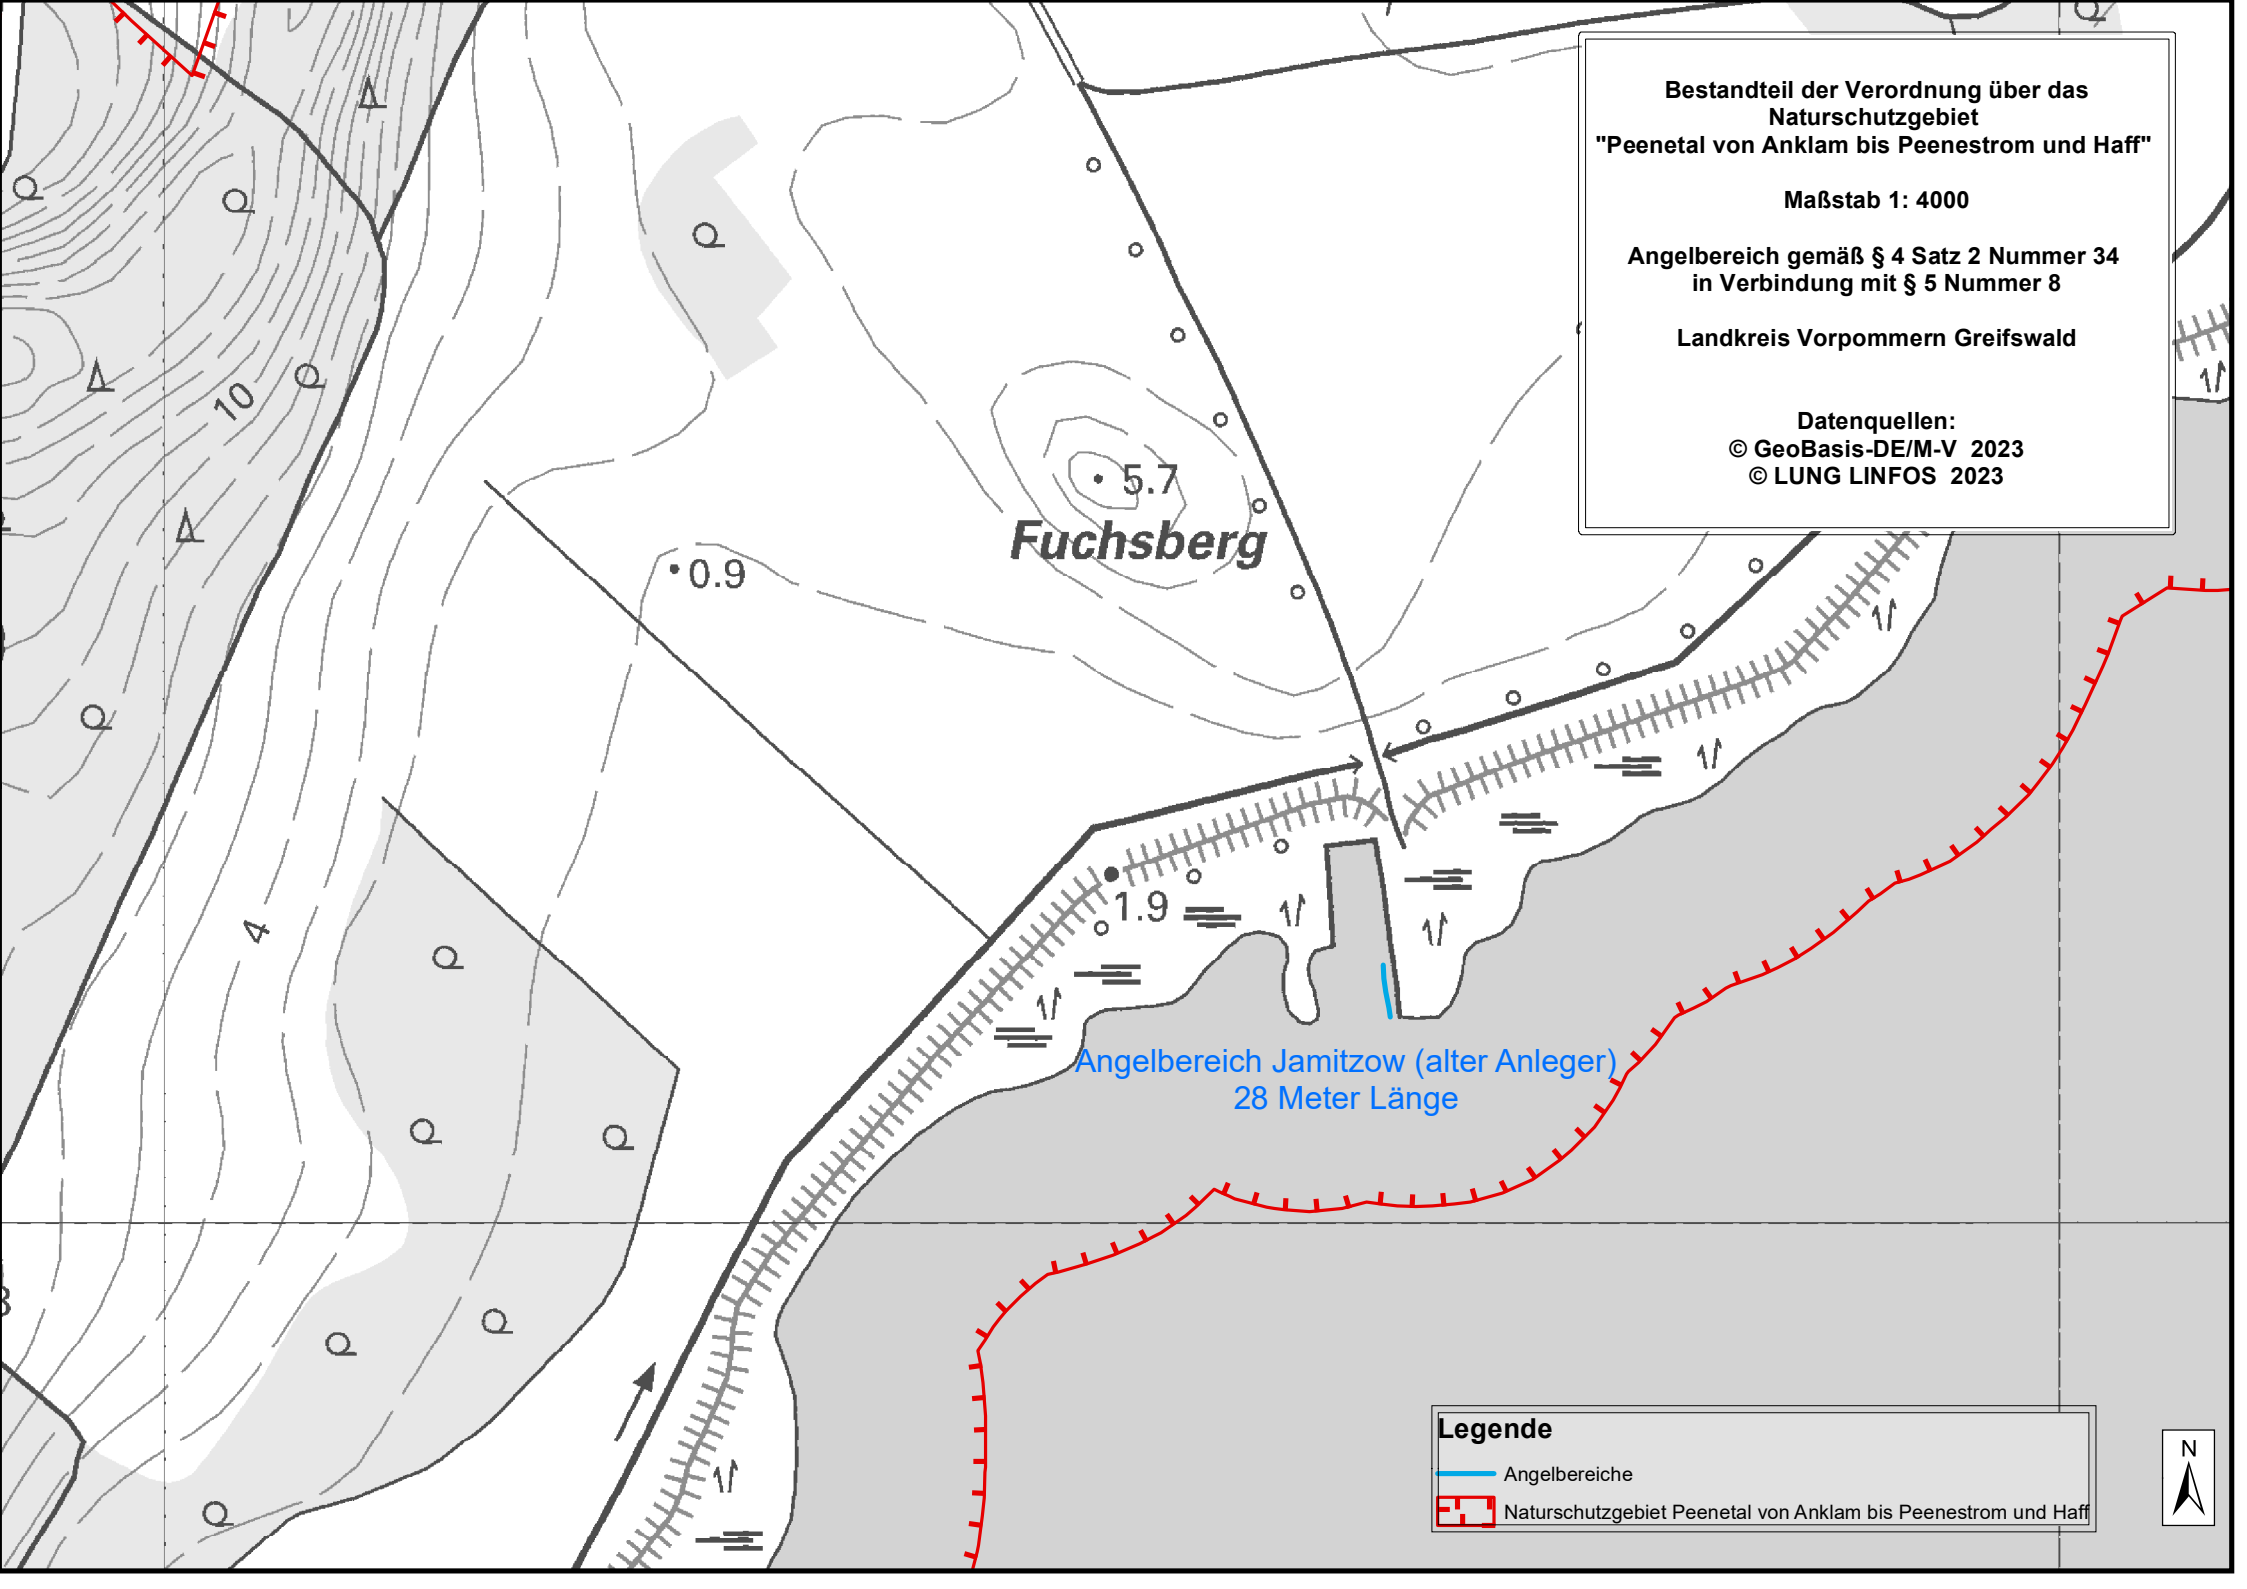 Bestandteil der Verordnung über das
Naturschutzgebiet
"Peenetal von Anklam bis Peenestrom und Haff"
Maßstab 1: 4000
Angelbereich gemäß § 4 Satz 2 Nummer 34
in Verbindung mit § 5 Nummer 8
Landkreis Vorpommern Greifswald
Datenquellen:
© GeoBasis-DE/M-V 2023
© LUNG LINFOS 2023
10
5.7
Fuchsberg
0.9
1.9
4
Angelbereich Jamitzow (alter Anleger)
28 Meter Länge
Legende
Angelbereiche
Naturschutzgebiet Peenetal von Anklam bis Peenestrom und Haff
N